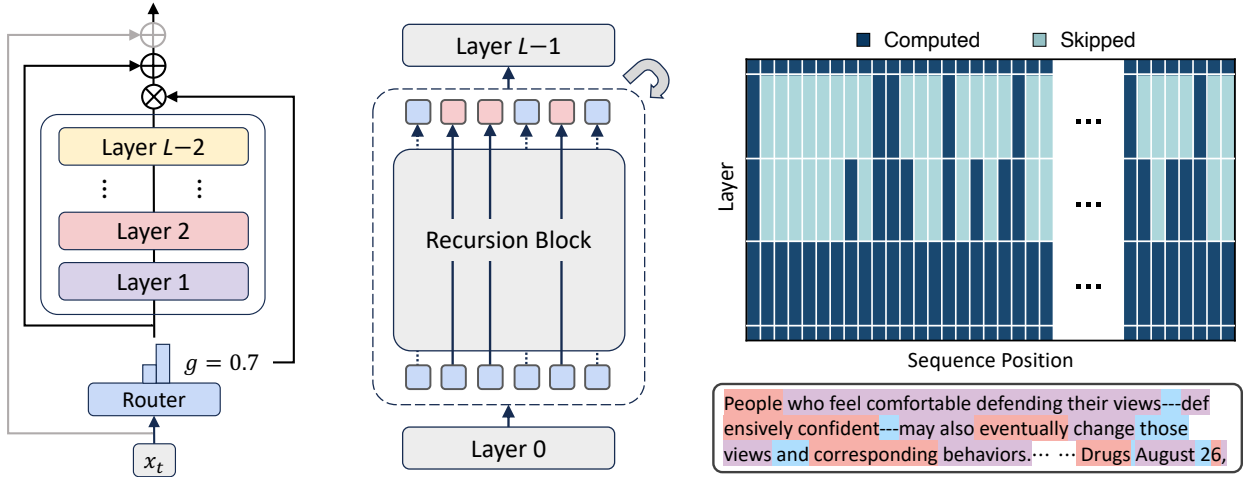 Layer L−2
⋮ ⋮
Layer 2
Layer 1
g = 0.7
Router
x_t
Layer L−1
Recursion Block
Layer 0
Computed Skipped
Layer
...
...
...
Sequence Position
People who feel comfortable defending their views---def
ensively confident---may also eventually change those
views and corresponding behaviors.⋯ ⋯ Drugs August 26,